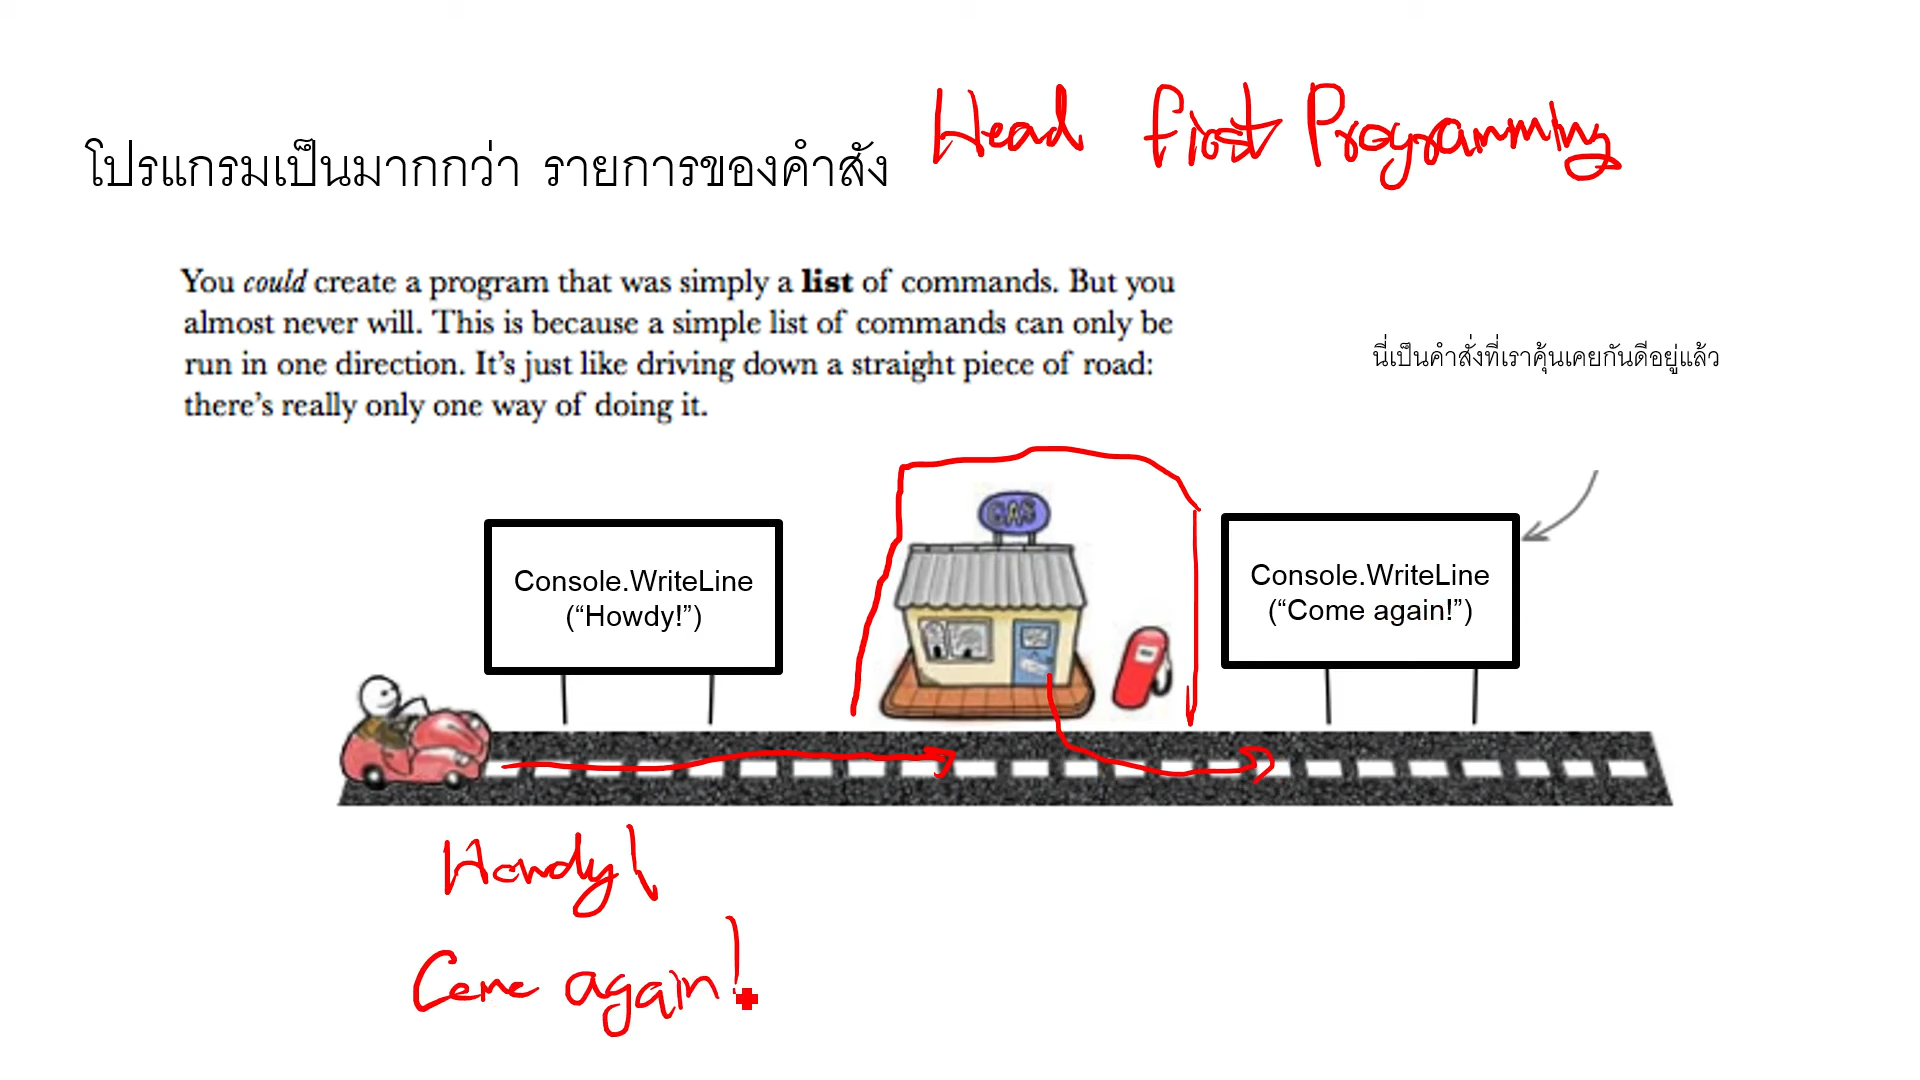 โปรแกรมเป็นมากกว่า รายการของคำสั่ง Head First Programming
You could create a program that was simply a list of commands. But you
almost never will. This is because a simple list of commands can only be
run in one direction. It's just like driving down a straight piece of road:
there's really only one way of doing it.
นี่เป็นคำสั่งที่เราคุ้นเคยกันดีอยู่แล้ว
GAS
Console.WriteLine
(“Howdy!”)
Console.WriteLine
(“Come again!”)
Howdy!
Come again!